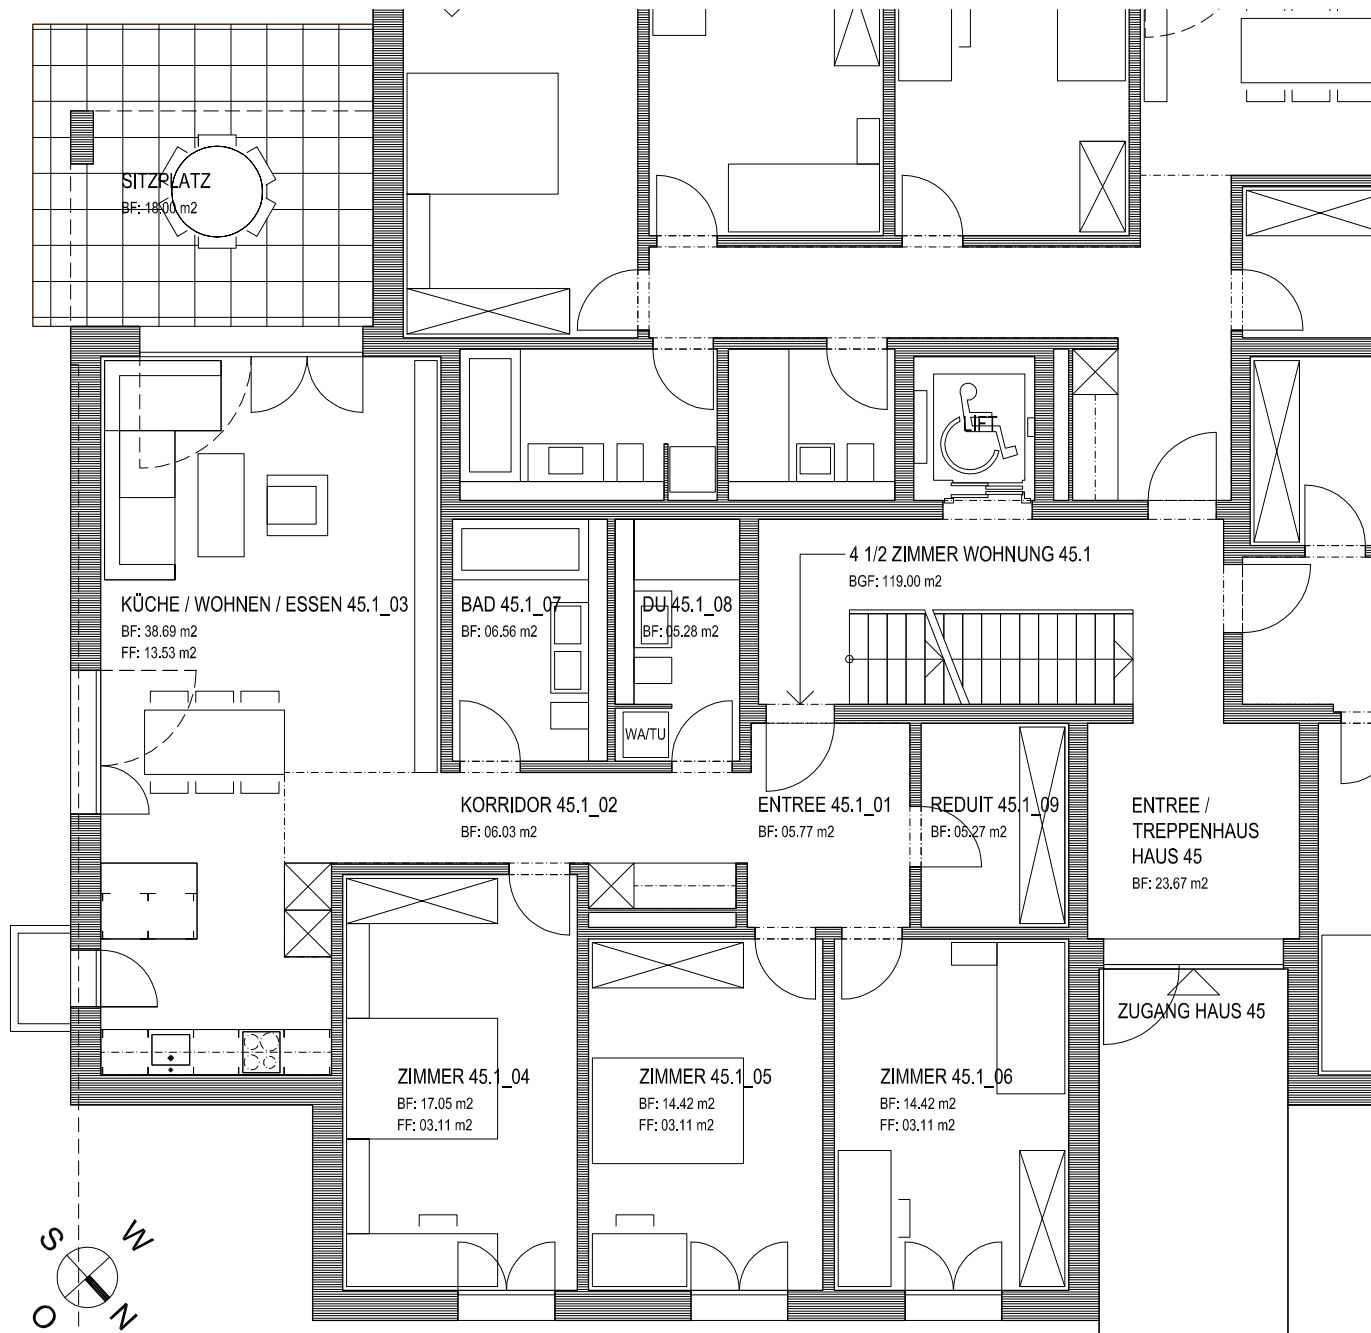 SITZPLATZ
BF: 18.00 m2
LIFT
4 1/2 ZIMMER WOHNUNG 45.1
BGF: 119.00 m2
KÜCHE / WOHNEN / ESSEN 45.1_03
BF: 38.69 m2
FF: 13.53 m2
BAD 45.1_07
BF: 06.56 m2
DU 45.1_08
BF: 05.28 m2
WA/TU
KORRIDOR 45.1_02
BF: 06.03 m2
ENTREE 45.1_01
BF: 05.77 m2
REDUIT 45.1_09
BF: 05.27 m2
ENTREE /
TREPPENHAUS
HAUS 45
BF: 23.67 m2
ZUGANG HAUS 45
ZIMMER 45.1_04
BF: 17.05 m2
FF: 03.11 m2
ZIMMER 45.1_05
BF: 14.42 m2
FF: 03.11 m2
ZIMMER 45.1_06
BF: 14.42 m2
FF: 03.11 m2
S
W
O
N